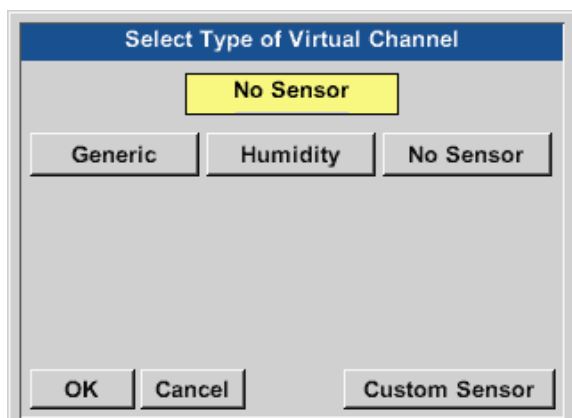 Select Type of Virtual Channel
No Sensor
Generic Humidity No Sensor
OK Cancel Custom Sensor